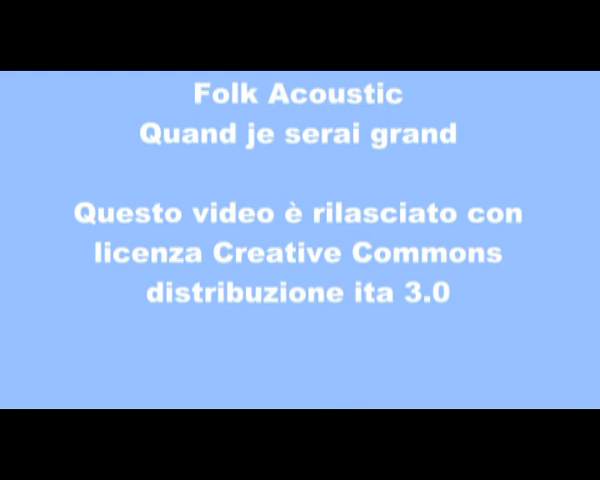 Folk Acoustic
Quand je serai grand
Questo video è rilasciato con
licenza Creative Commons
distribuzione ita 3.0